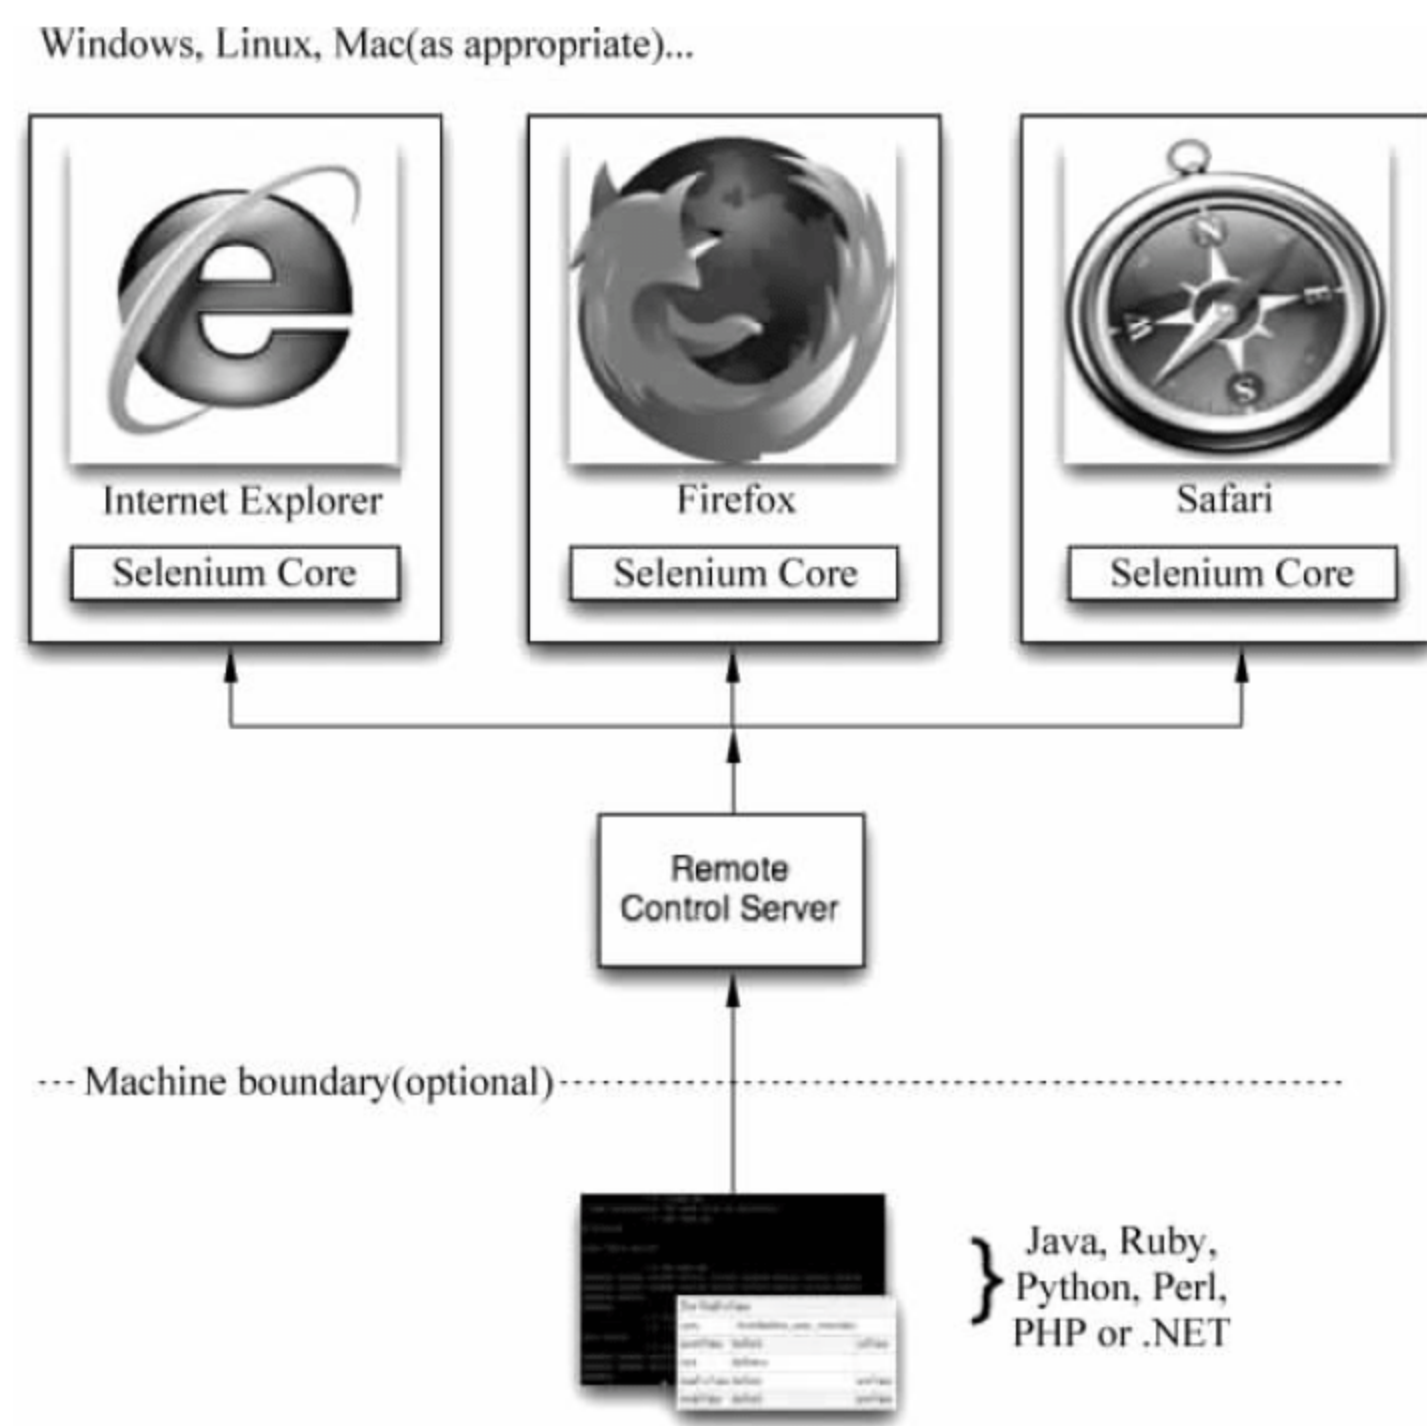 Windows, Linux, Mac(as appropriate)...
Internet Explorer
Selenium Core
Firefox
Selenium Core
N
E
W
S
Safari
Selenium Core
Remote
Control Server
Machine boundary(optional)
Java, Ruby,
Python, Perl,
PHP or .NET